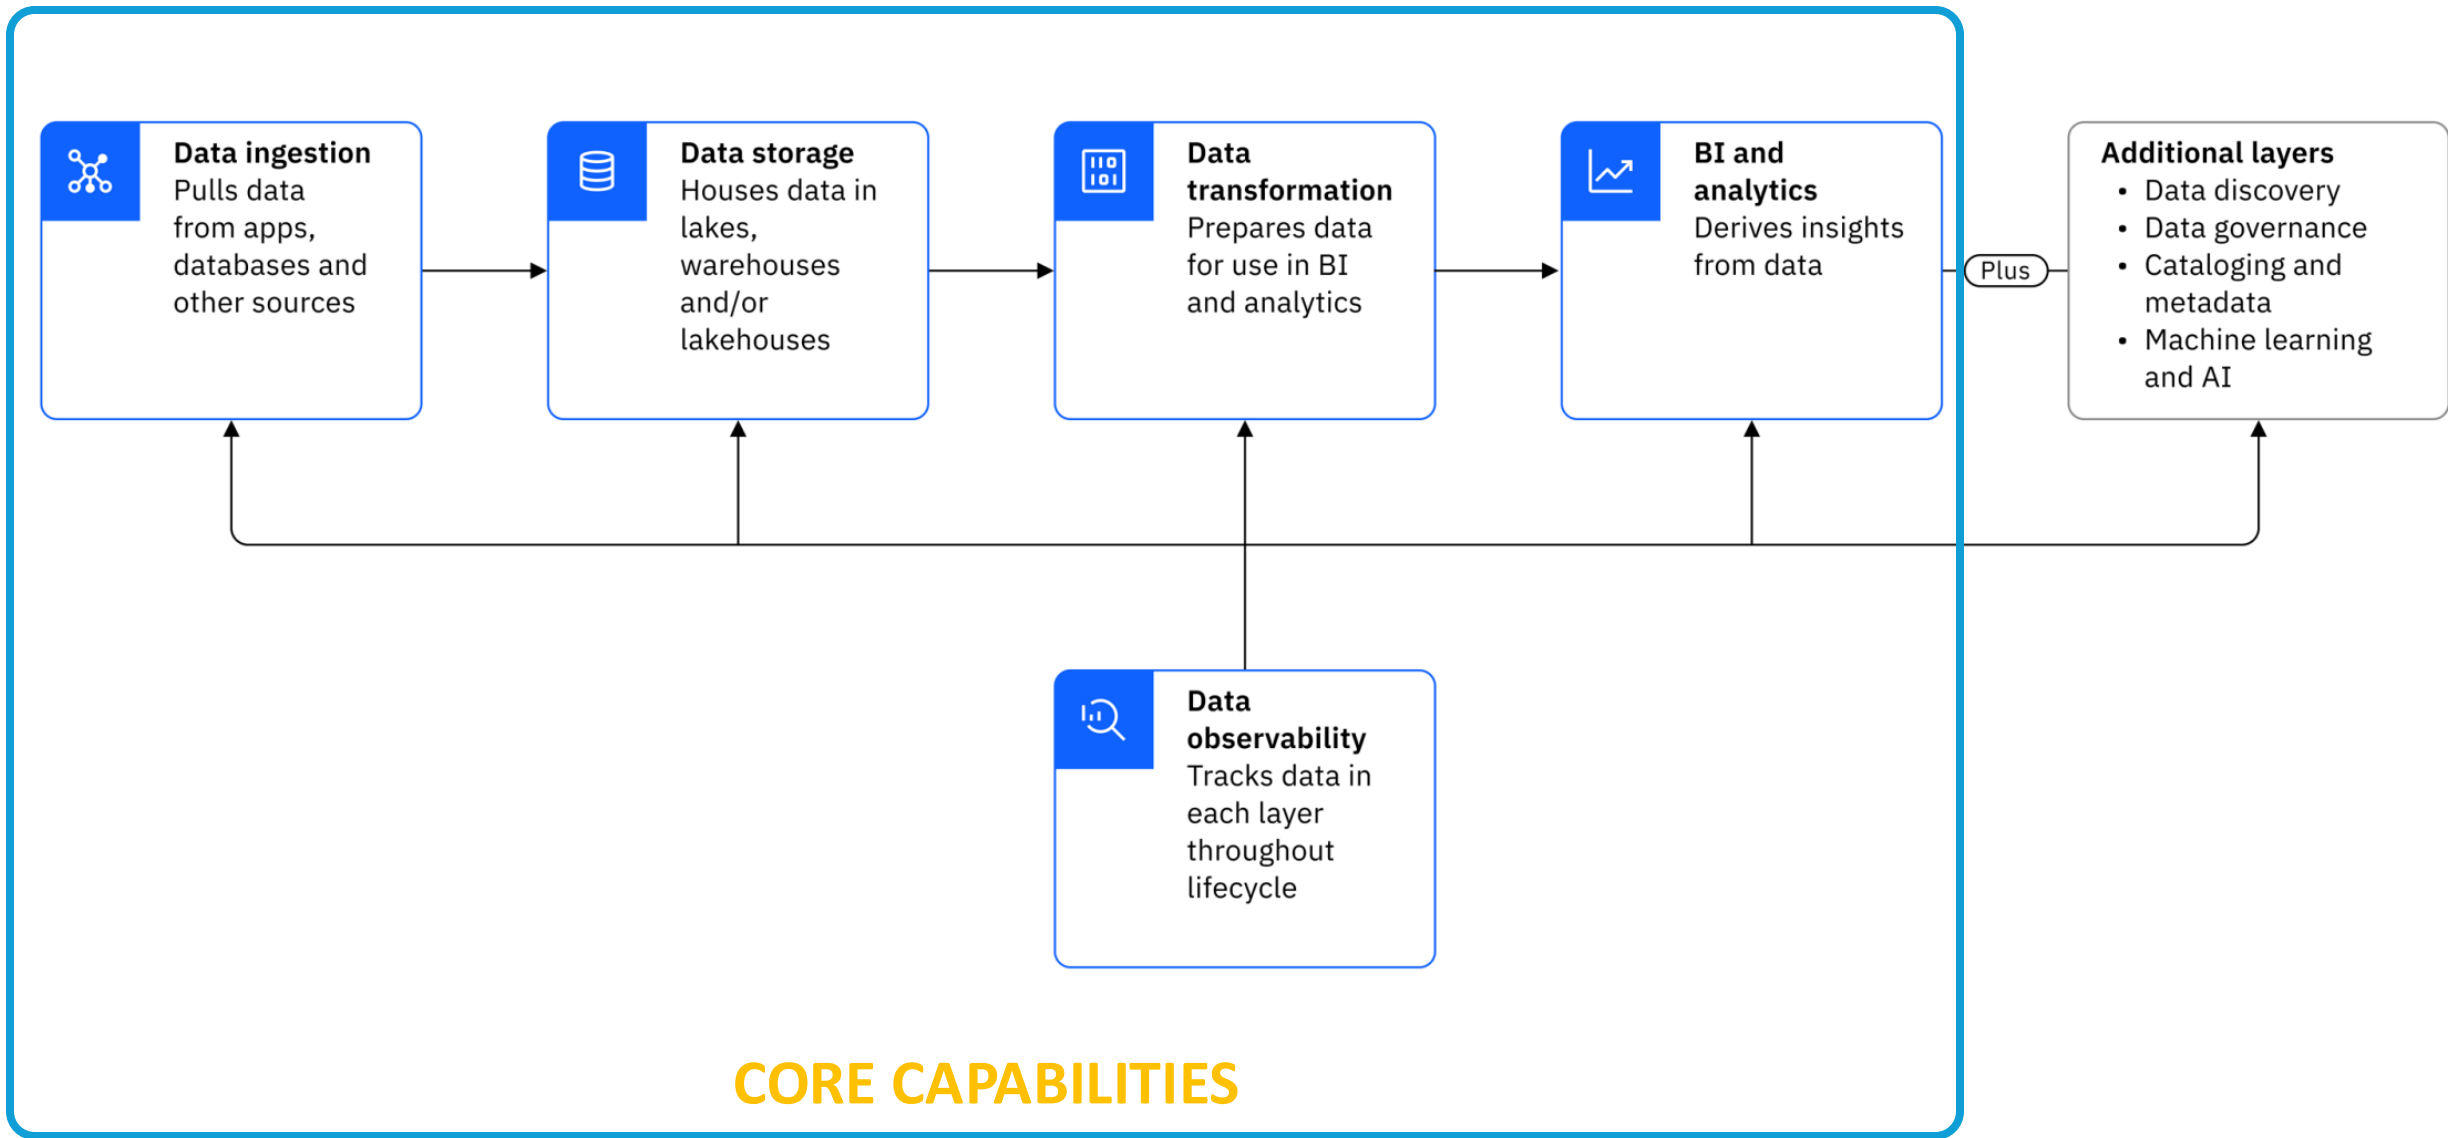 Data ingestion
Pulls data
from apps,
databases and
other sources
Data storage
Houses data in
lakes,
warehouses
and/or
lakehouses
Data
transformation
Prepares data
for use in BI
and analytics
BI and
analytics
Derives insights
from data
Plus
Additional layers
• Data discovery
• Data governance
• Cataloging and
metadata
• Machine learning
and AI
Data
observability
Tracks data in
each layer
throughout
lifecycle
CORE CAPABILITIES